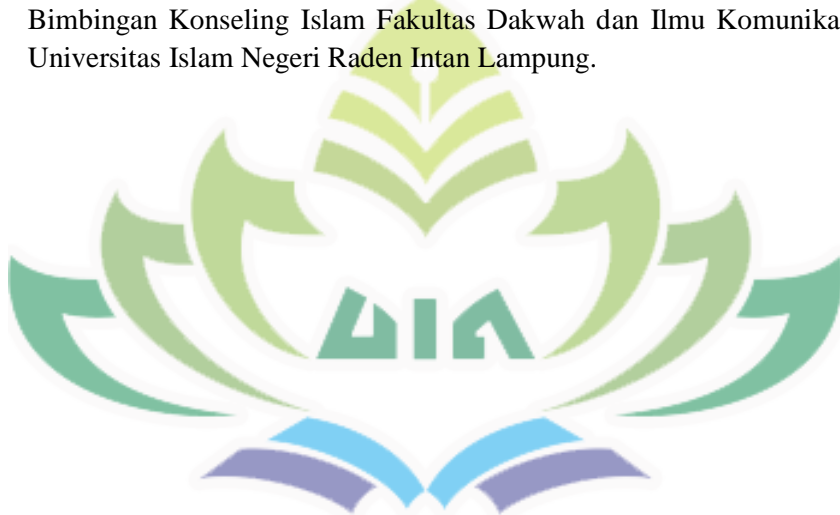 Bimbingan Konseling Islam Fakultas Dakwah dan Ilmu Komunika
Universitas Islam Negeri Raden Intan Lampung.